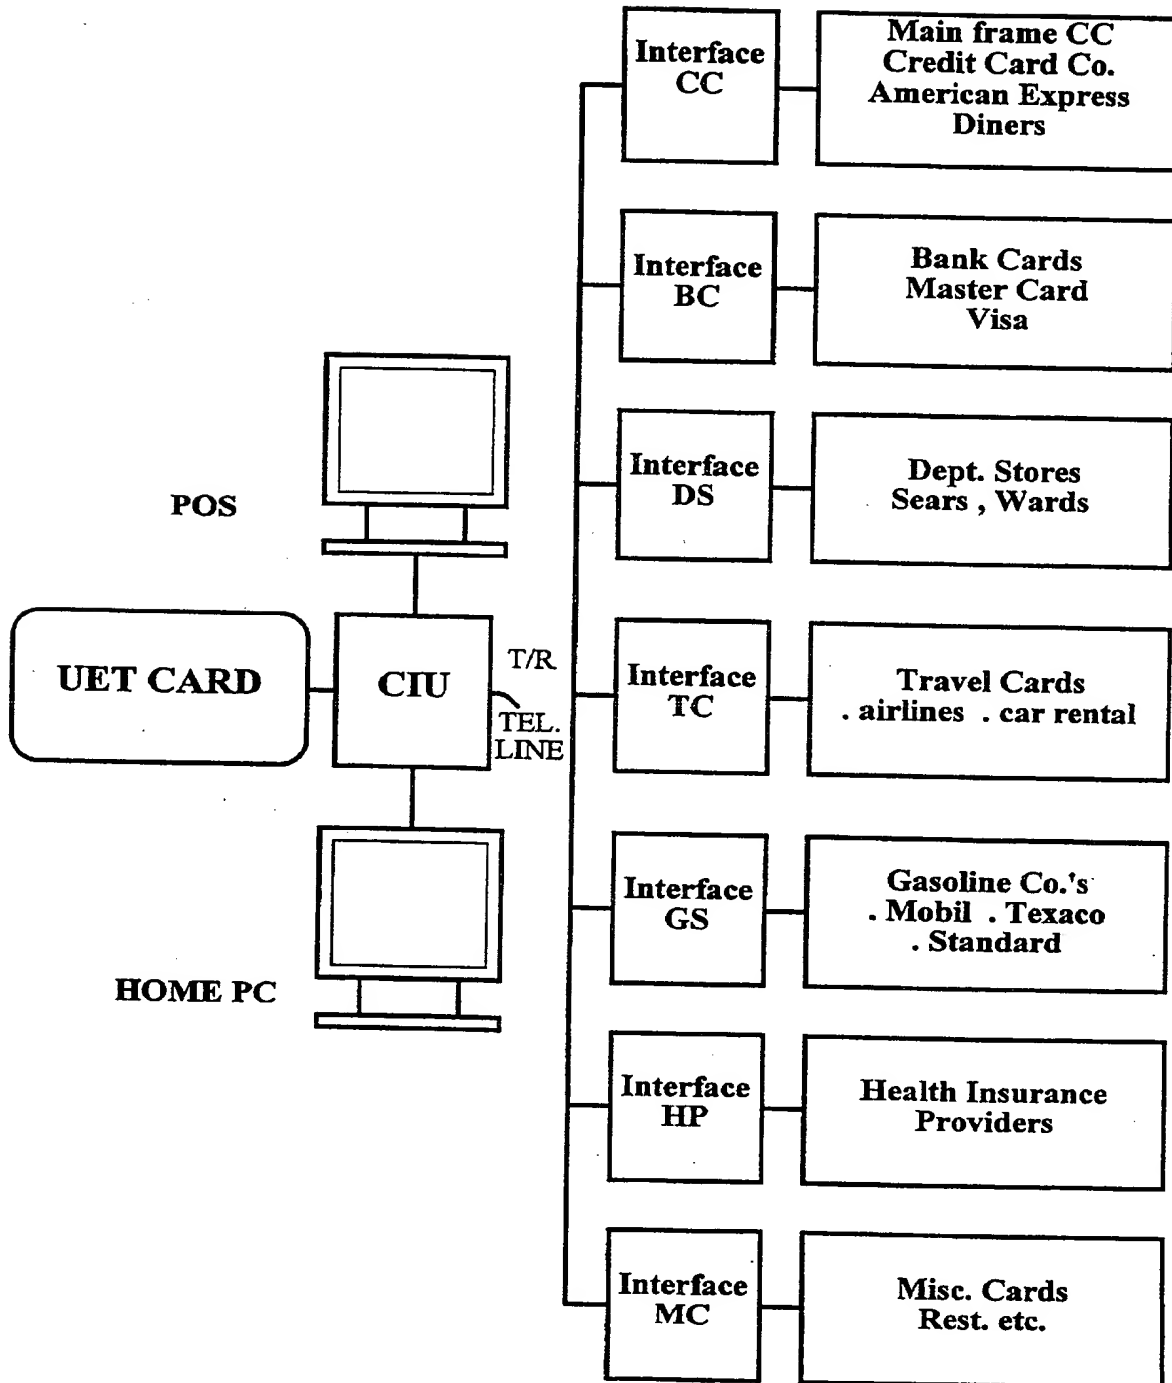 Interface
CC
Main frame CC
Credit Card Co.
American Express
Diners
Interface
BC
Bank Cards
Master Card
Visa
POS
Interface
DS
Dept. Stores
Sears , Wards
UET CARD
CIU
T/R
TEL.
LINE
Interface
TC
Travel Cards
. airlines . car rental
HOME PC
Interface
GS
Gasoline Co.'s
. Mobil . Texaco
. Standard
Interface
HP
Health Insurance
Providers
Interface
MC
Misc. Cards
Rest. etc.